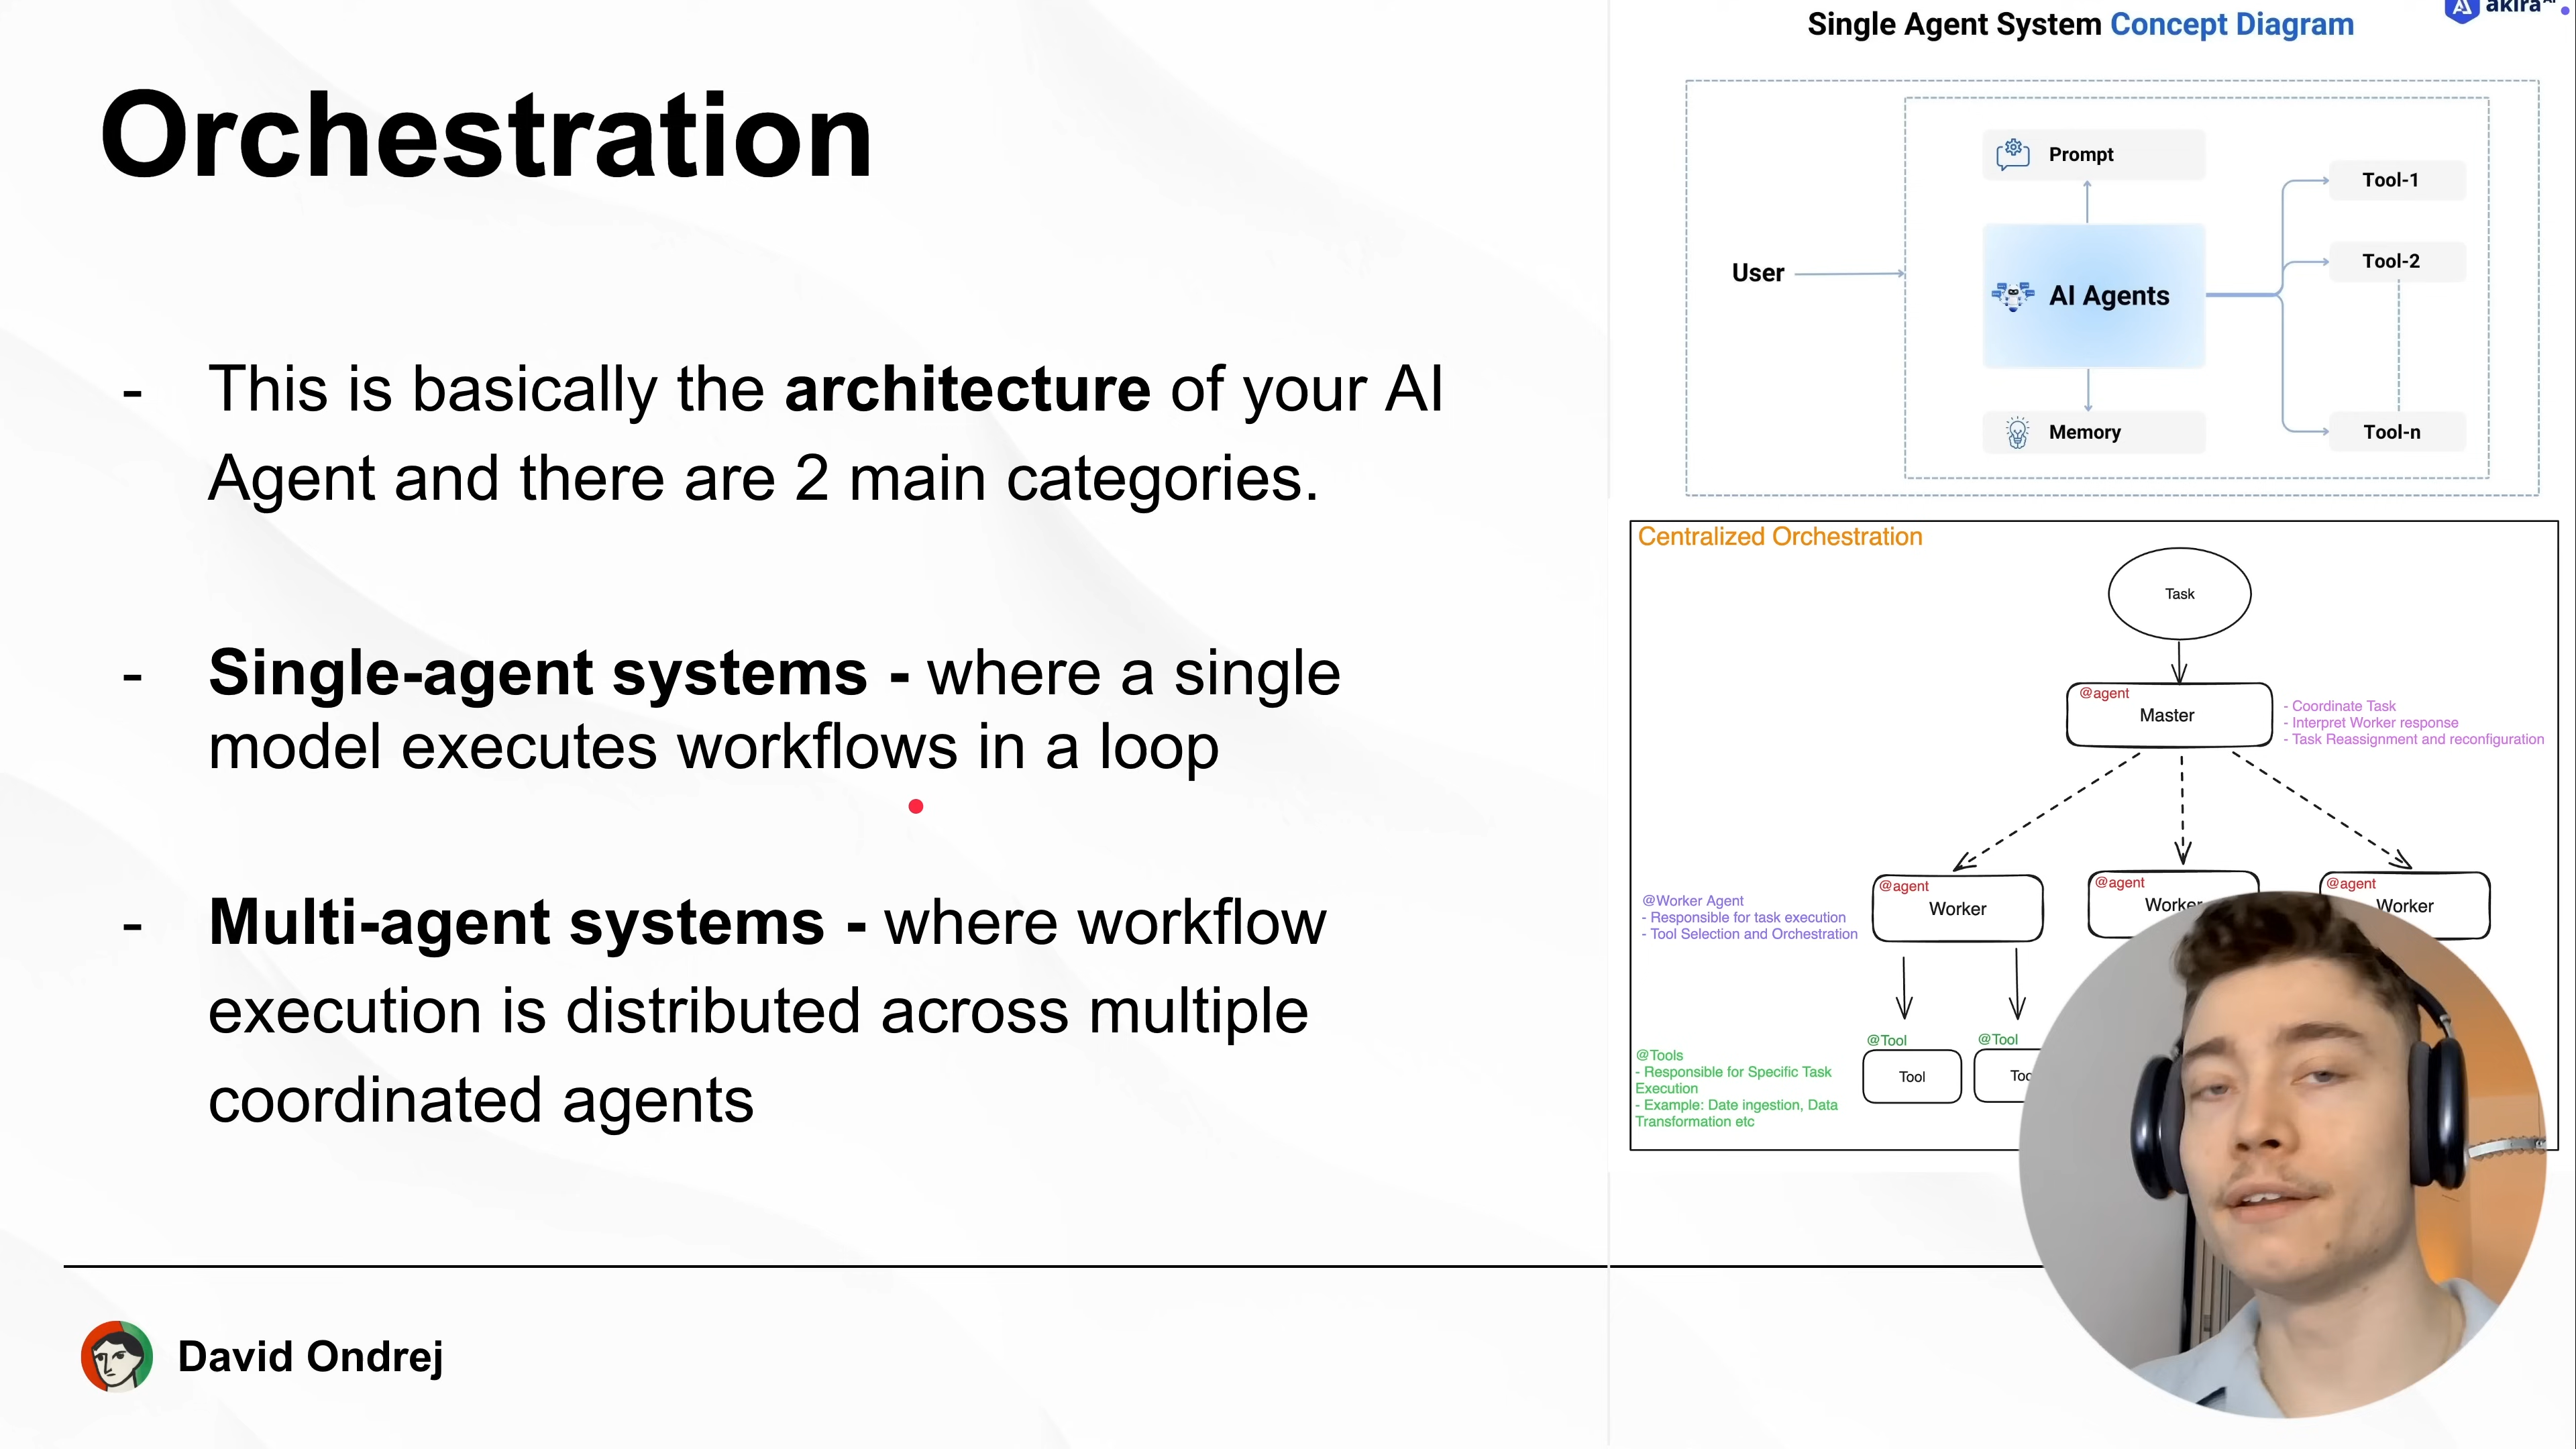 Orchestration
- This is basically the architecture of your AI
Agent and there are 2 main categories.
- Single-agent systems - where a single
model executes workflows in a loop
- Multi-agent systems - where workflow
execution is distributed across multiple
coordinated agents
David Ondrej
Single Agent System Concept Diagram
Prompt
Tool-1
Tool-2
User
AI Agents
Memory
Tool-n
Centralized Orchestration
Task
@agent
Master
- Coordinate Task
- Interpret Worker response
- Task Reassignment and reconfiguration
@Worker Agent
- Responsible for task execution
- Tool Selection and Orchestration
@agent
Worker
@agent
Worker
@agent
Worker
@Tools
- Responsible for Specific Task
Execution
- Example: Date ingestion, Data
Transformation etc
@Tool
Tool
@Tool